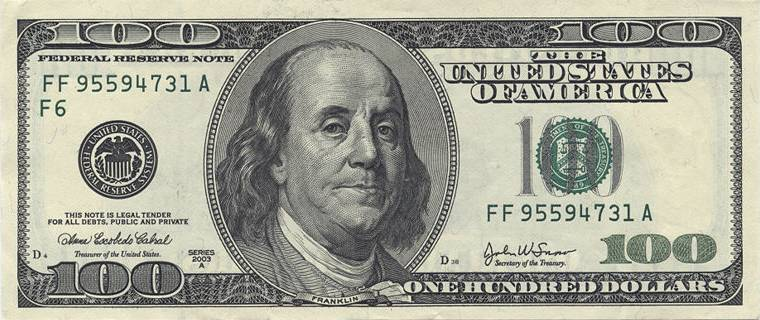 100 100
FEDERAL RESERVE NOTE
THE
UNITED STATES
OF AMERICA
FF 95594731 A
F6
UNITED STATES
FEDERAL RESERVE SYSTEM
100
FF 95594731 A
THIS NOTE IS LEGAL TENDER
FOR ALL DEBTS, PUBLIC AND PRIVATE
Anna Escobedo Cabral
Treasurer of the United States.
D 4
SERIES
2003
A
D 38
John W Snow
Secretary of the Treasury.
100
100
FRANKLIN
ONE HUNDRED DOLLARS